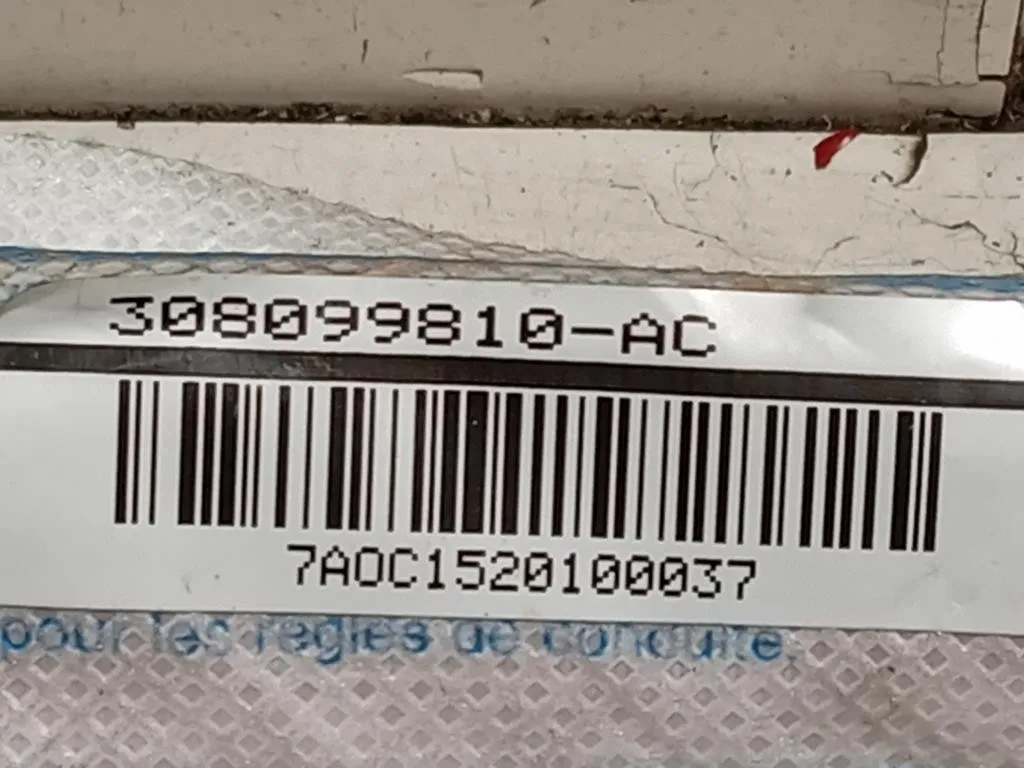 308099810-AC
7AOC1520100037
pour les règles de conduite.